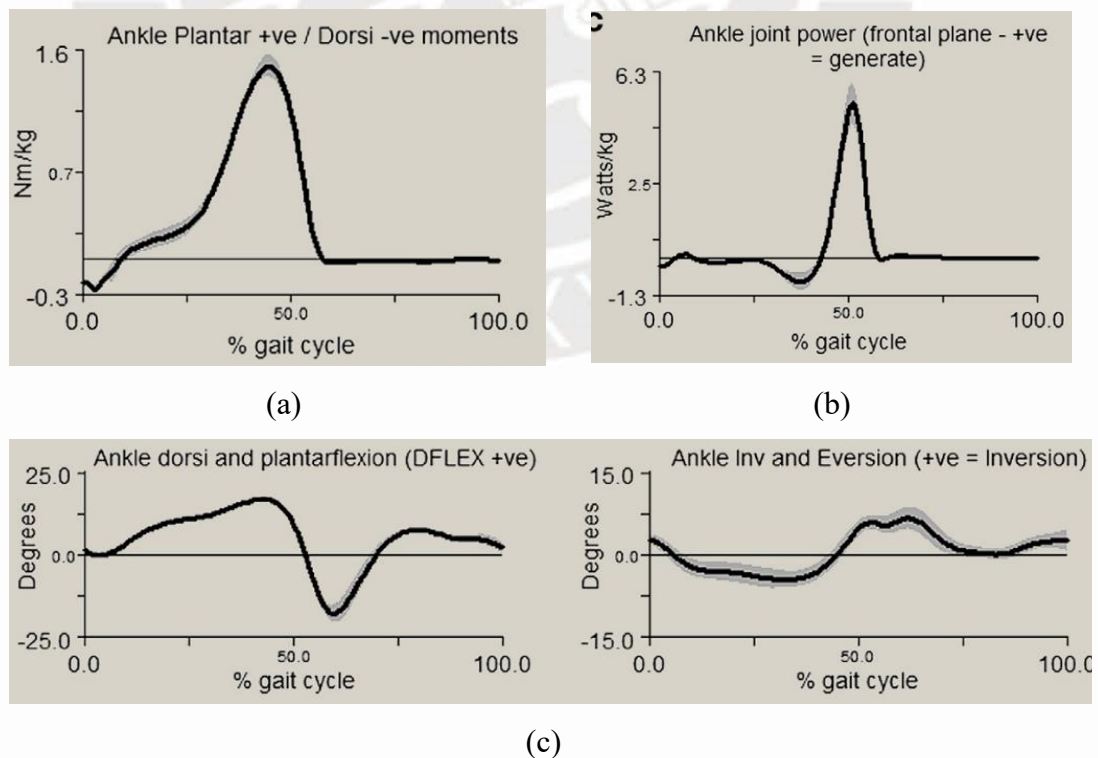 Ankle Plantar +ve / Dorsi -ve moments
1.6
Nm/kg
0.7
-0.3
0.0
50.0
100.0
% gait cycle
(a)
c
Ankle joint power (frontal plane - +ve
= generate)
6.3
Watts/kg
2.5
-1.3
0.0
50.0
100.0
% gait cycle
(b)
Ankle dorsi and plantarflexion (DFLEX +ve)
25.0
Degrees
0.0
-25.0
0.0
50.0
100.0
% gait cycle
Ankle Inv and Eversion (+ve = Inversion)
15.0
Degrees
0.0
-15.0
0.0
50.0
100.0
% gait cycle
(c)